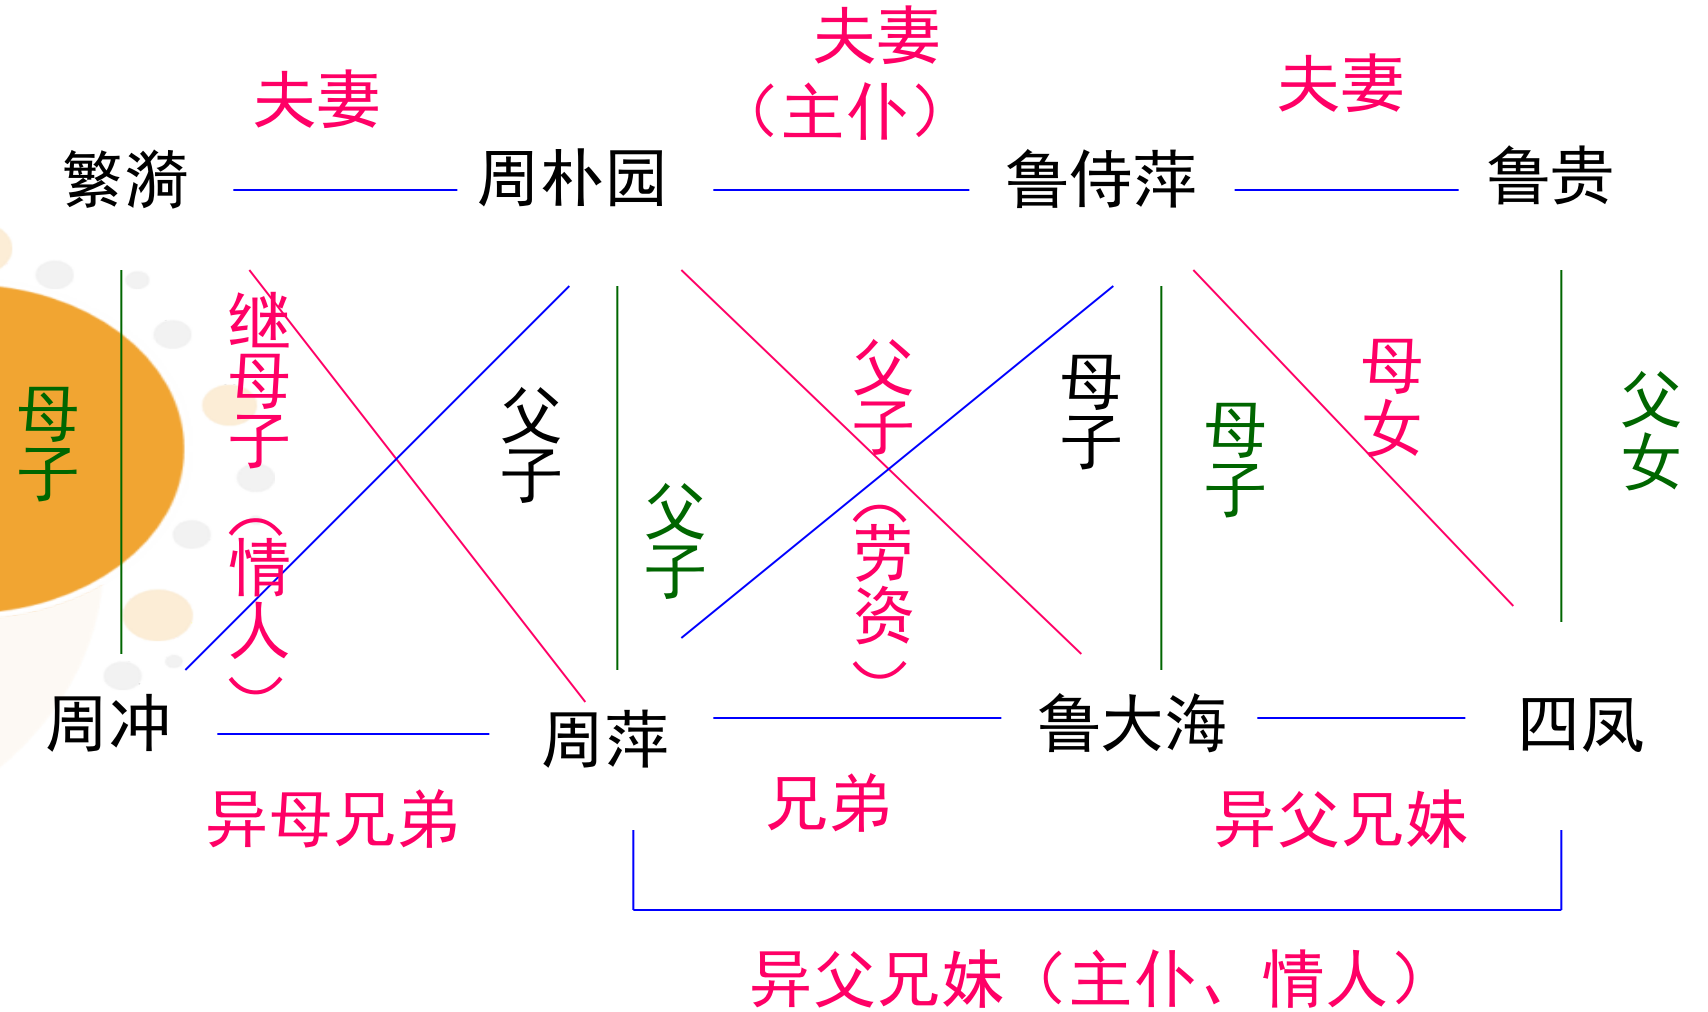 夫妻
夫妻
（主仆）
夫妻
繁漪
周朴园
鲁侍萍
鲁贵
母子
继母子（情人）
父子
父子
父子（劳资）
母子
母子
母女
父女
周冲
周萍
鲁大海
四凤
异母兄弟
兄弟
异父兄妹
异父兄妹（主仆、情人）